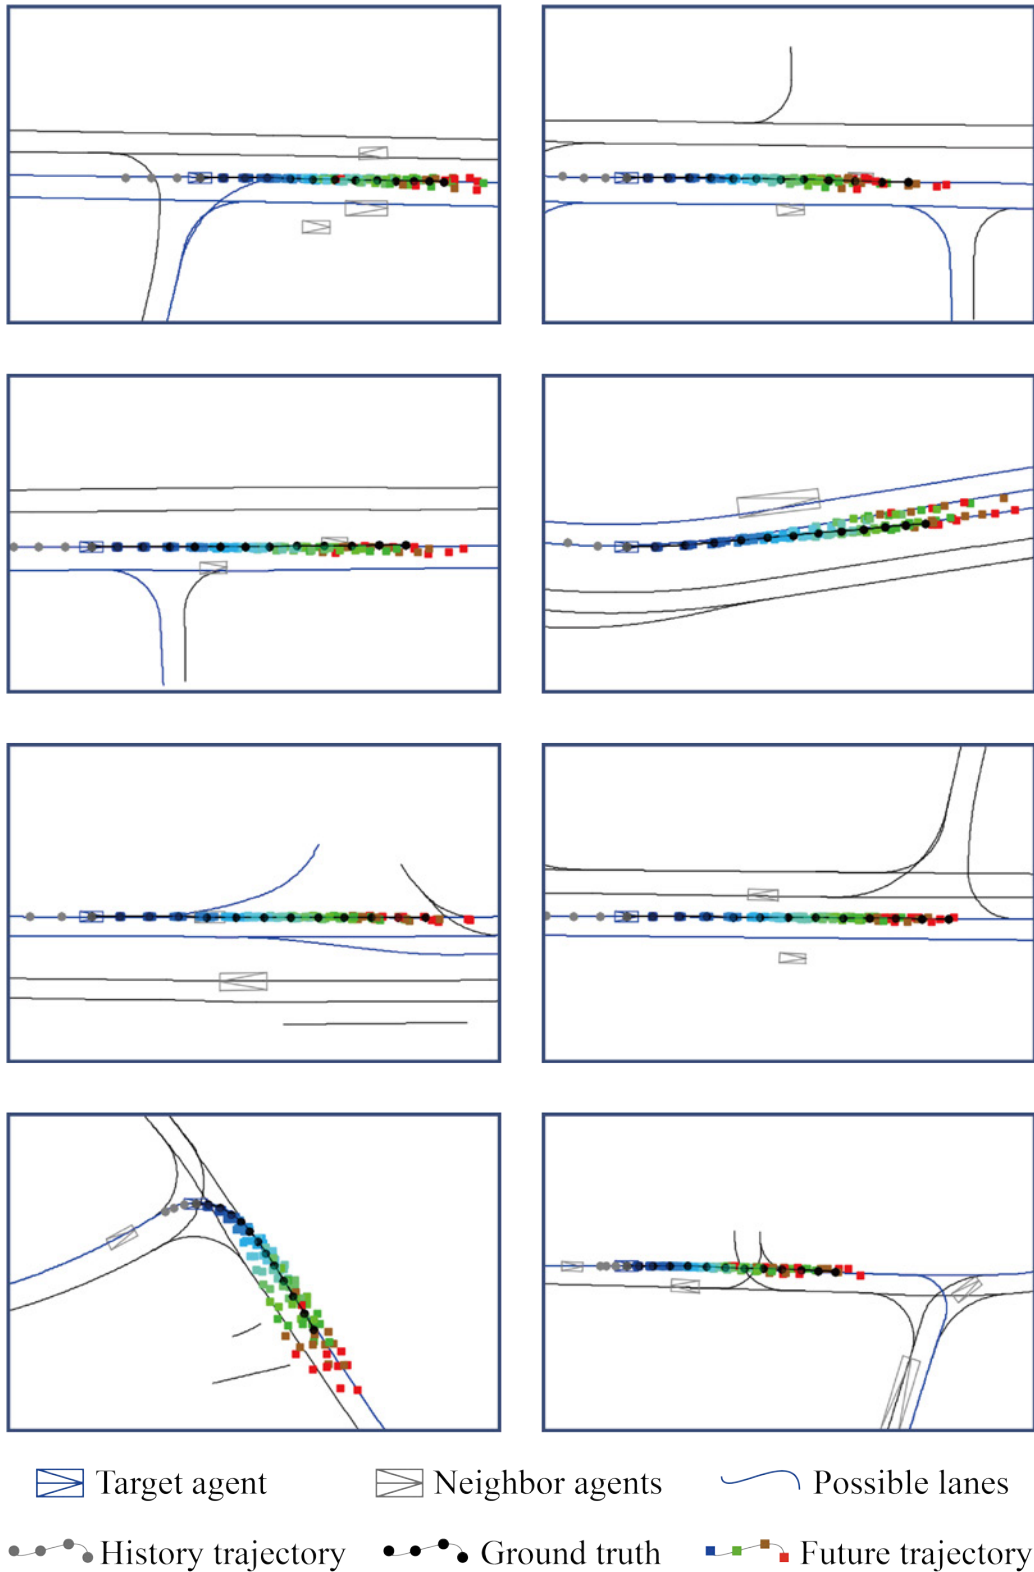 Target agent Neighbor agents Possible lanes
History trajectory Ground truth Future trajectory